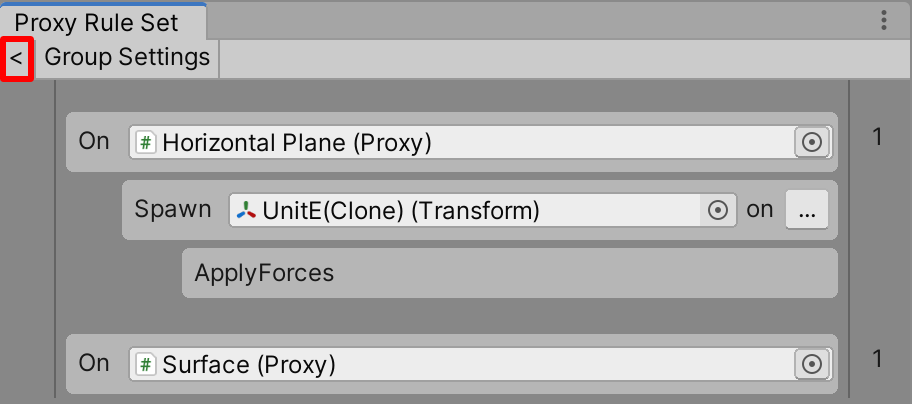 Proxy Rule Set
< Group Settings
On # Horizontal Plane (Proxy) 1
Spawn UnitE(Clone) (Transform) on ...
ApplyForces
On # Surface (Proxy) 1